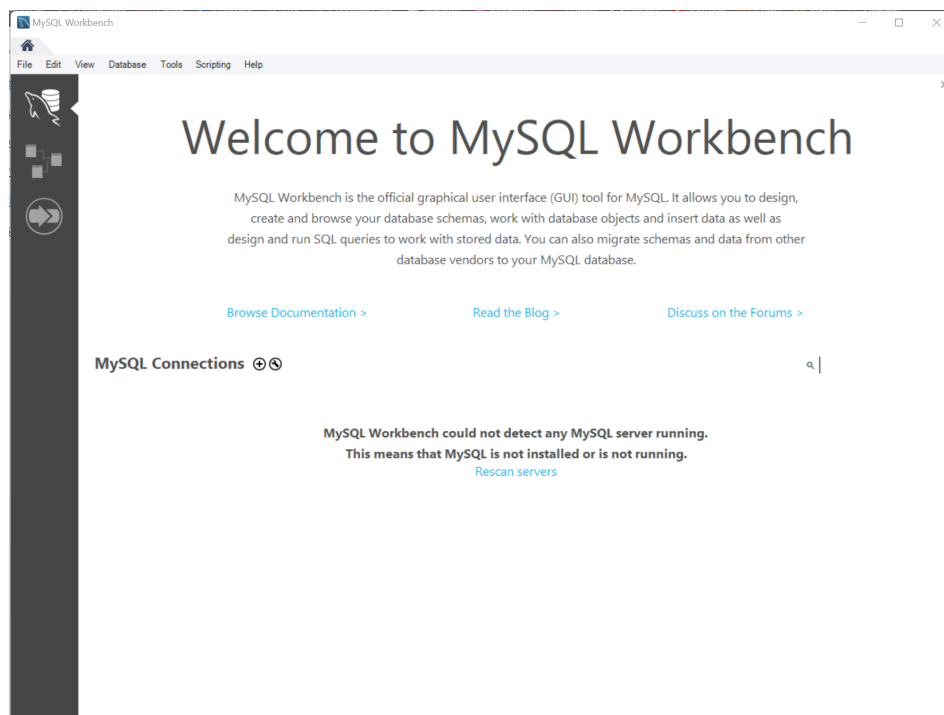 MySQL Workbench
File Edit View Database Tools Scripting Help
Welcome to MySQL Workbench
MySQL Workbench is the official graphical user interface (GUI) tool for MySQL. It allows you to design,
create and browse your database schemas, work with database objects and insert data as well as
design and run SQL queries to work with stored data. You can also migrate schemas and data from other
database vendors to your MySQL database.
Browse Documentation > Read the Blog > Discuss on the Forums >
MySQL Connections
MySQL Workbench could not detect any MySQL server running.
This means that MySQL is not installed or is not running.
Rescan servers